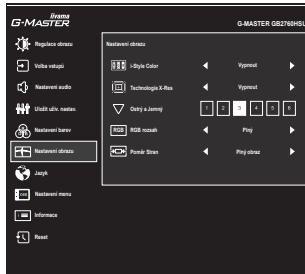 iiyama
G-MASTER
G-MASTER GB2760HSU
Regulace obrazu
Volba vstupů
Nastavení audio
Uložit uživ. nastav.
Nastavení barev
Nastavení obrazu
Jazyk
Nastavení menu
Informace
Reset
Nastavení obrazu
i-Style Color
Vypnout
Technologie X-Res
Vypnout
Ostrý a Jemný
1 2 3 4 5 6
RGB RGB rozsah
Plný
Poměr Stran
Plný obraz